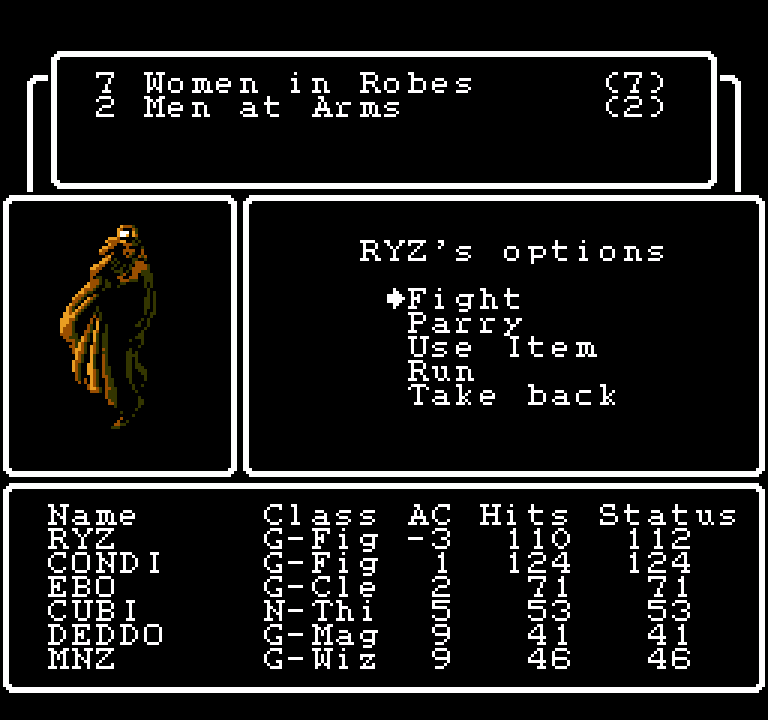 7 Women in Robes (7)
2 Men at Arms (2)
RYZ's options
Fight
Parry
Use Item
Run
Take back
Name Class AC Hits Status
RYZ G-Fig -3 110 112
CONDI G-Fig 1 124 124
EBO G-Cle 2 71 71
CUBI N-Thi 5 53 53
DEDDO G-Mag 9 41 41
MNZ G-Wiz 9 46 46